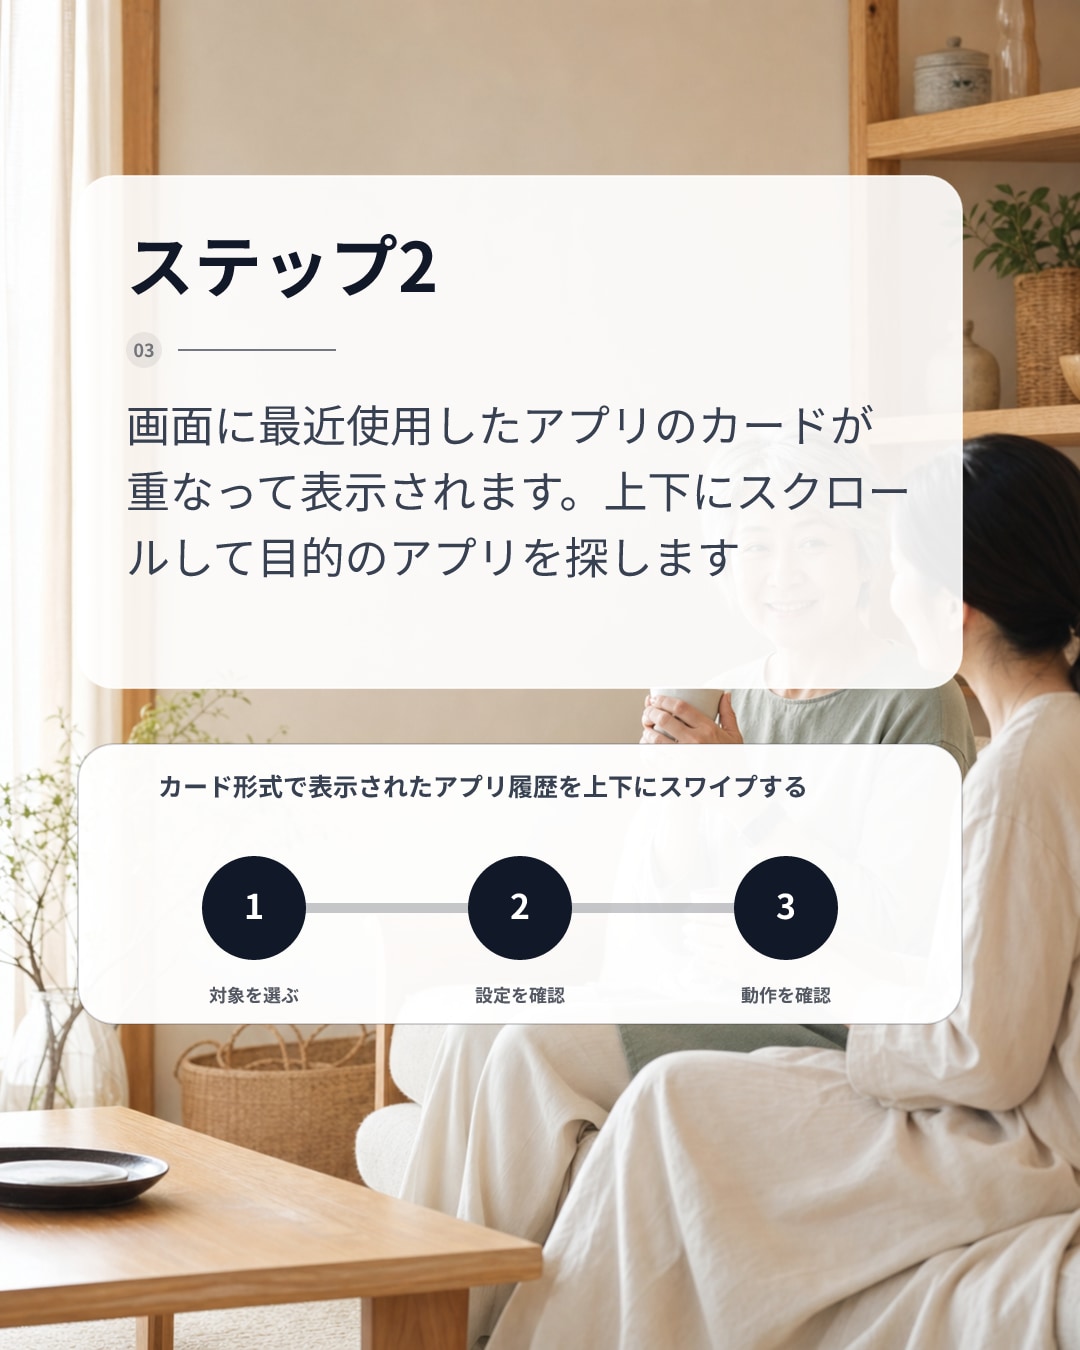 ステップ2
03
画面に最近使用したアプリのカードが
重なって表示されます。上下にスクロー
ルして目的のアプリを探します
カード形式で表示されたアプリ履歴を上下にスワイプする
1
2
3
対象を選ぶ
設定を確認
動作を確認